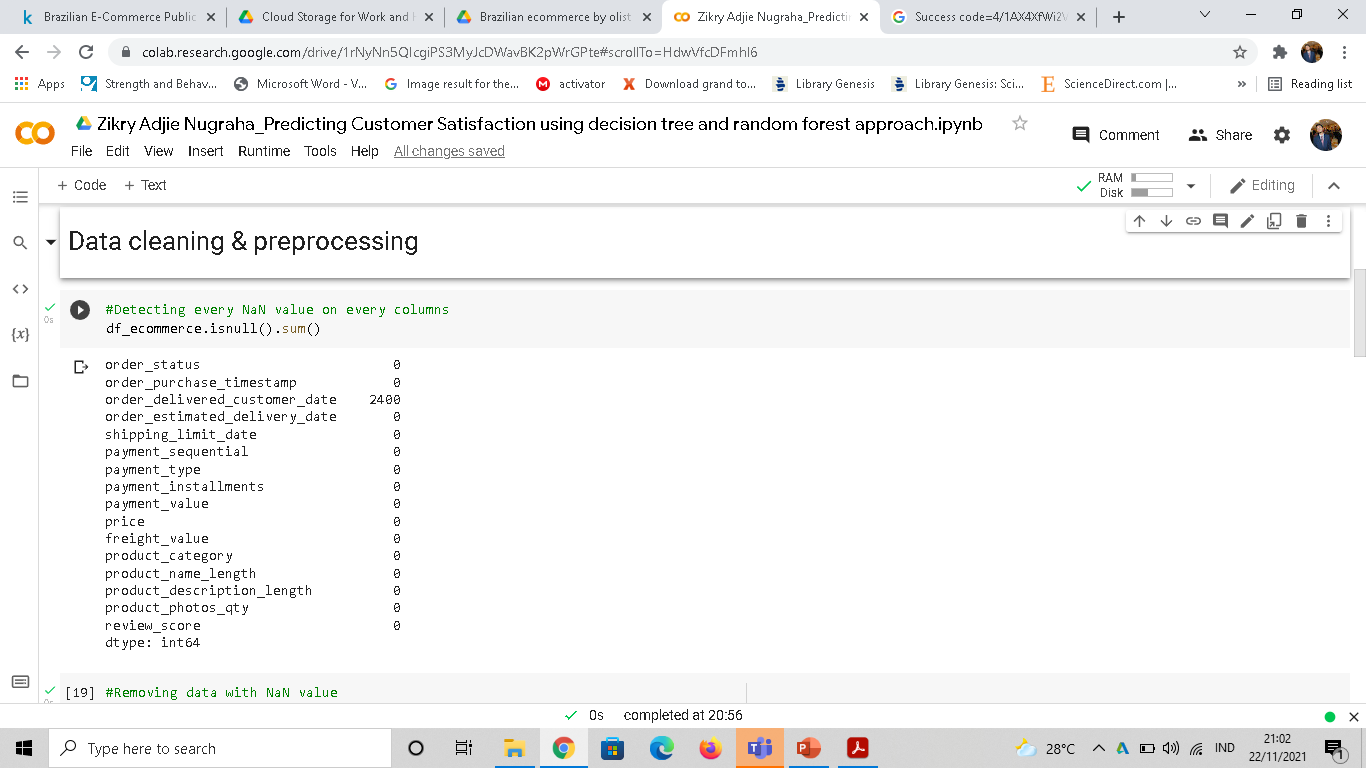 Brazilian E-Commerce Public
Cloud Storage for Work and
Brazilian ecommerce by olist
Zikry Adjie Nugraha_Predicti
Success code=4/1AX4XfWi2V
colab.research.google.com/drive/1rNyNn5QIcgiPS3MyJcDWavBK2pWrGPte#scrollTo=HdwVfcDYmhf6
Apps
Strength and Behav...
Microsoft Word - V...
Image result for the...
activator
Download grand to...
Library Genesis
Library Genesis: Sci...
ScienceDirect.com |...
»
Reading list
Zikry Adjie Nugraha_Predicting Customer Satisfaction using decision tree and random forest approach.ipynb
Comment
Share
File Edit View Insert Runtime Tools Help All changes saved
+ Code + Text
RAM
Disk
Editing
Data cleaning & preprocessing
0s
#Detecting every NaN value on every columns
df_ecommerce.isnull().sum()
order_status 0
order_purchase_timestamp 0
order_delivered_customer_date 2400
order_estimated_delivery_date 0
shipping_limit_date 0
payment_sequential 0
payment_type 0
payment_installments 0
payment_value 0
price 0
freight_value 0
product_category 0
product_name_length 0
product_description_length 0
product_photos_qty 0
review_score 0
dtype: int64
[19] #Removing data with NaN value
0s completed at 20:56
Type here to search
28°C
IND
21:02
22/11/2021
1